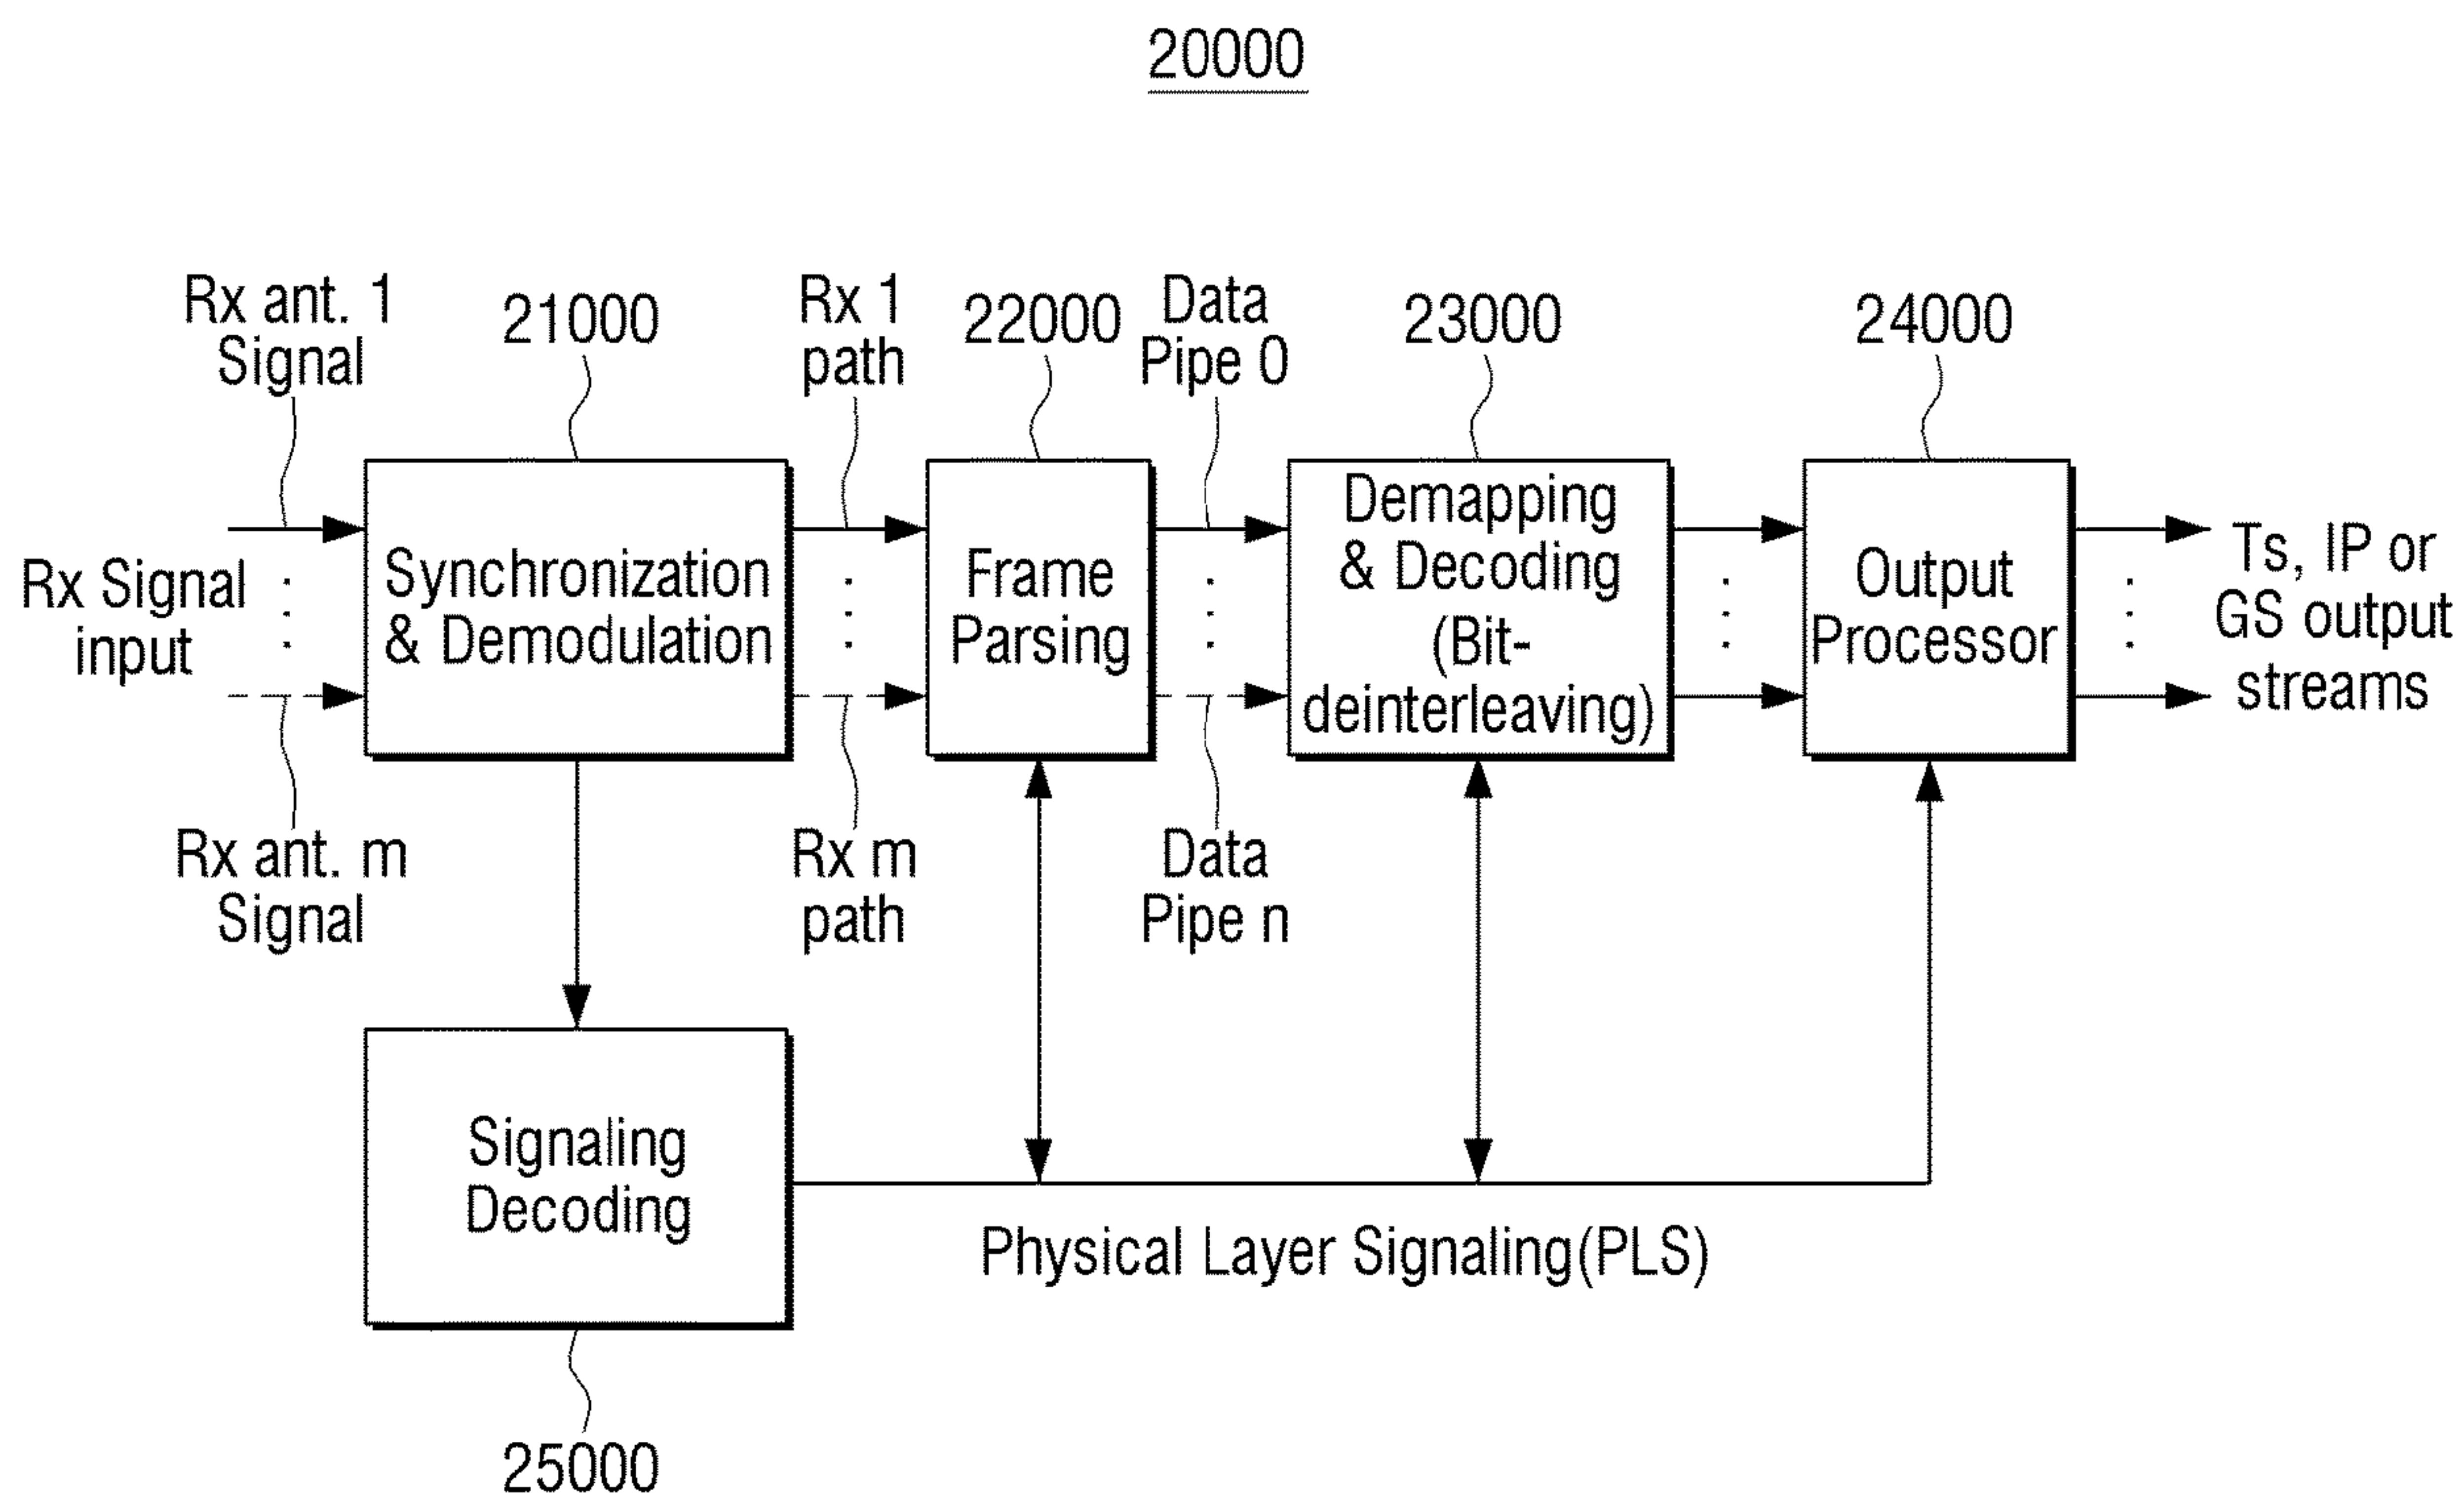 20000
Rx ant. 1
Signal
21000
Rx 1
path
22000
Data
Pipe 0
23000
24000
Rx Signal
input
Synchronization
& Demodulation
Frame
Parsing
Demapping
& Decoding
(Bit-
deinterleaving)
Output
Processor
Ts, IP or
GS output
streams
Rx ant. m
Signal
Rx m
path
Data
Pipe n
Signaling
Decoding
Physical Layer Signaling(PLS)
25000